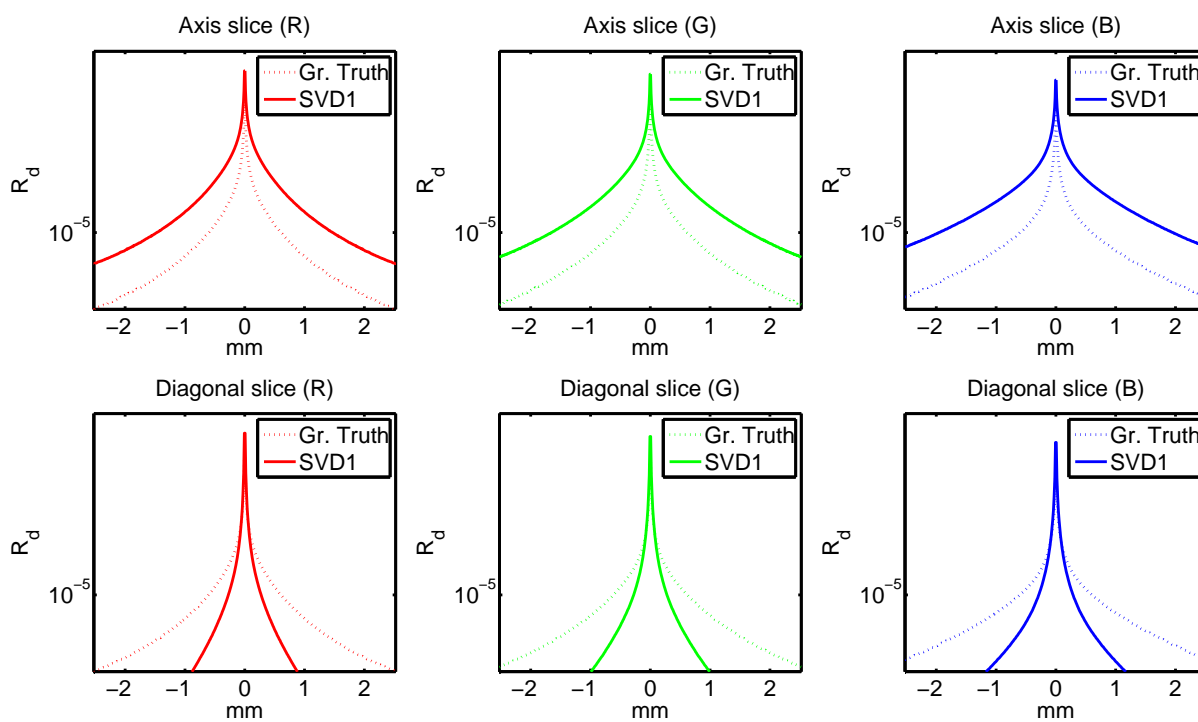 Axis slice (R)
Gr. Truth
SVD1
R_d
10^−5
−2 −1 0 1 2
mm
Axis slice (G)
Gr. Truth
SVD1
R_d
10^−5
−2 −1 0 1 2
mm
Axis slice (B)
Gr. Truth
SVD1
R_d
10^−5
−2 −1 0 1 2
mm
Diagonal slice (R)
Gr. Truth
SVD1
R_d
10^−5
−2 −1 0 1 2
mm
Diagonal slice (G)
Gr. Truth
SVD1
R_d
10^−5
−2 −1 0 1 2
mm
Diagonal slice (B)
Gr. Truth
SVD1
R_d
10^−5
−2 −1 0 1 2
mm